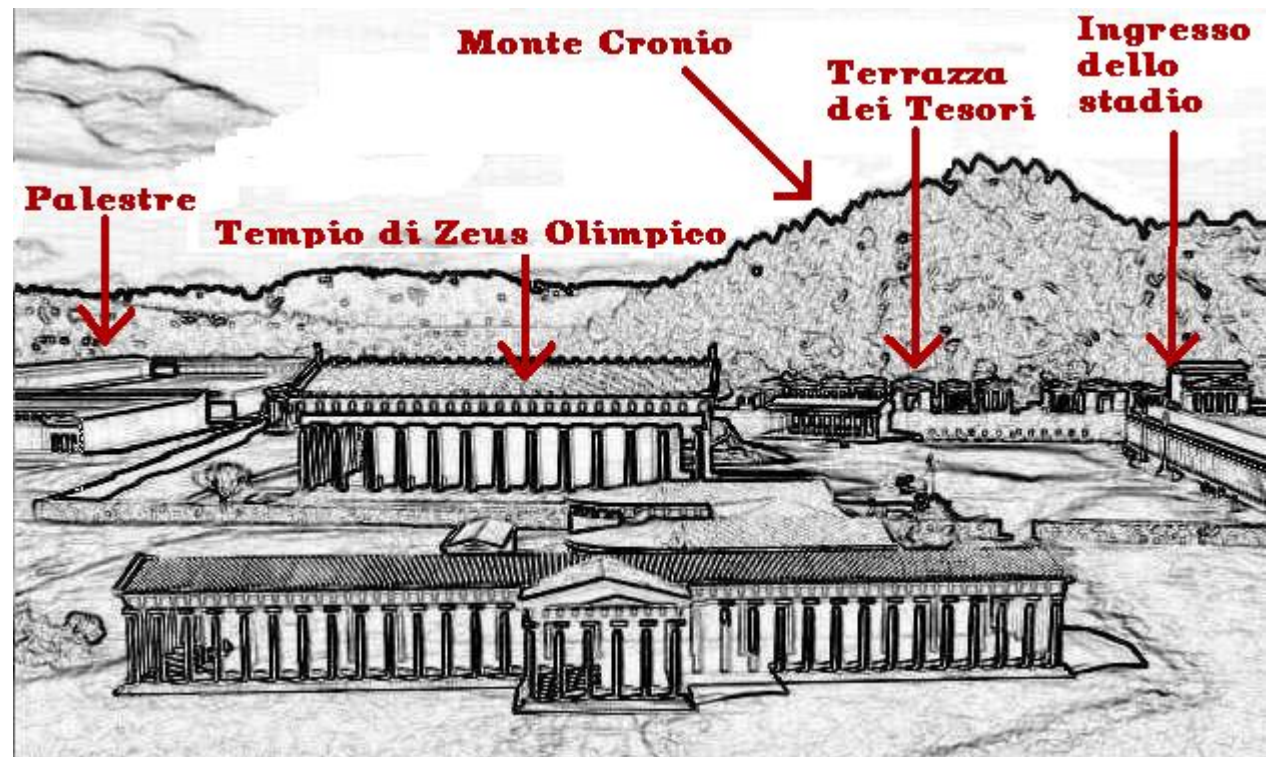 Monte Cronio
Ingresso
dello
stadio
Terrazza
dei Tesori
Palestre
Tempio di Zeus Olimpico